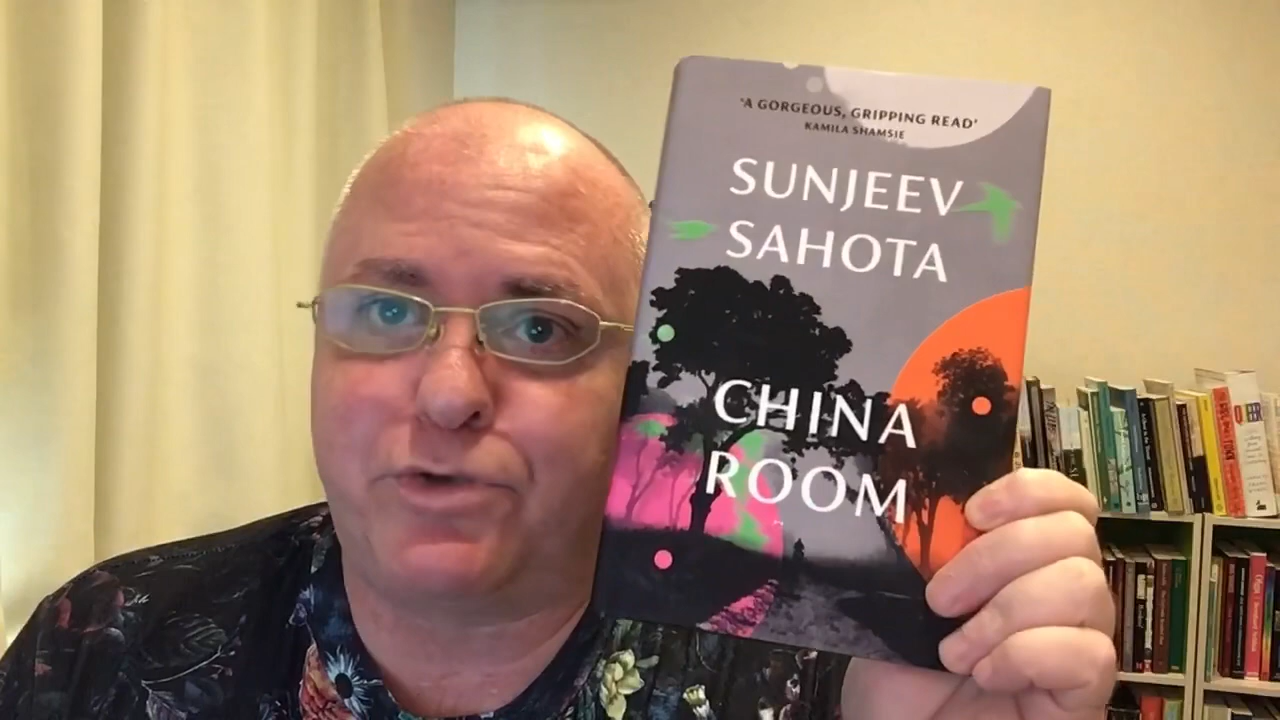 'A GORGEOUS, GRIPPING READ'
KAMILA SHAMSIE
SUNJEEV
SAHOTA
CHINA
ROOM